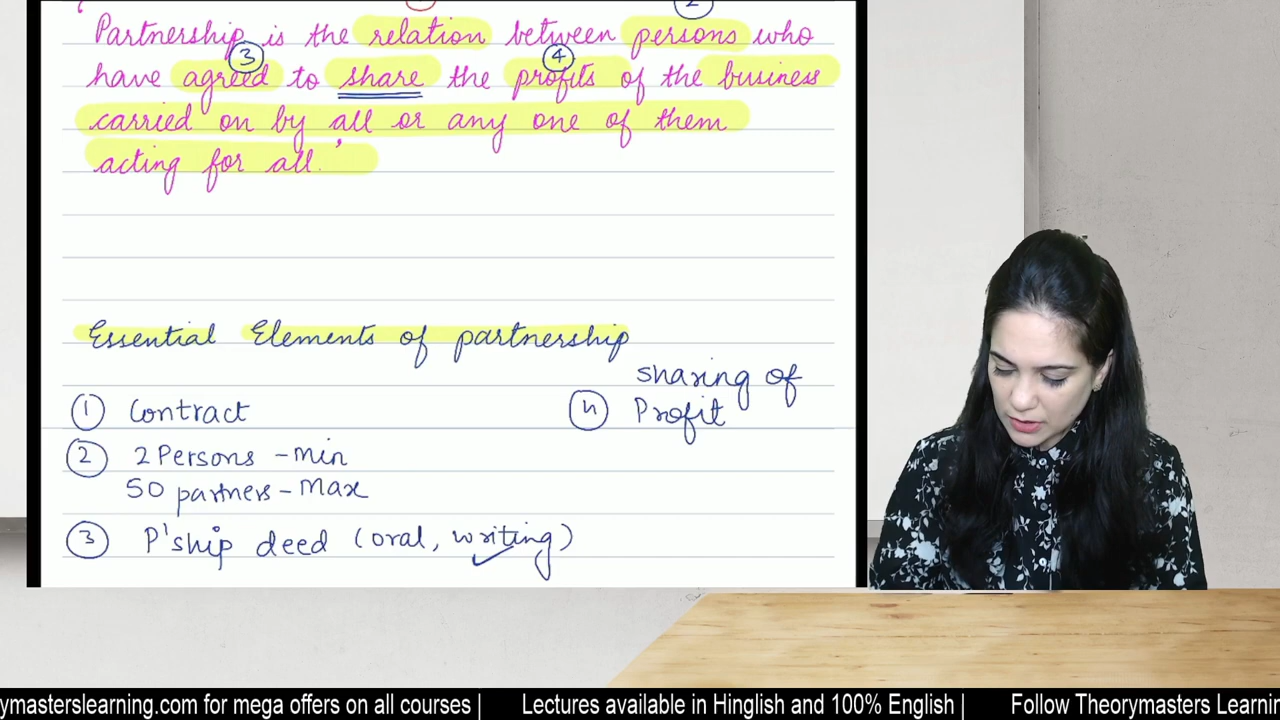 2
Partnership is the relation between persons who
3 4
have agreed to share the profits of the business
carried on by all or any one of them
acting for all.'
Essential Elements of partnership
sharing of
1 Contract 4 Profit
2 2 Persons - min
50 partners - Max
3 P'ship deed (oral, writing)
ymasterslearning.com for mega offers on all courses | Lectures available in Hinglish and 100% English | Follow Theorymasters Learnin